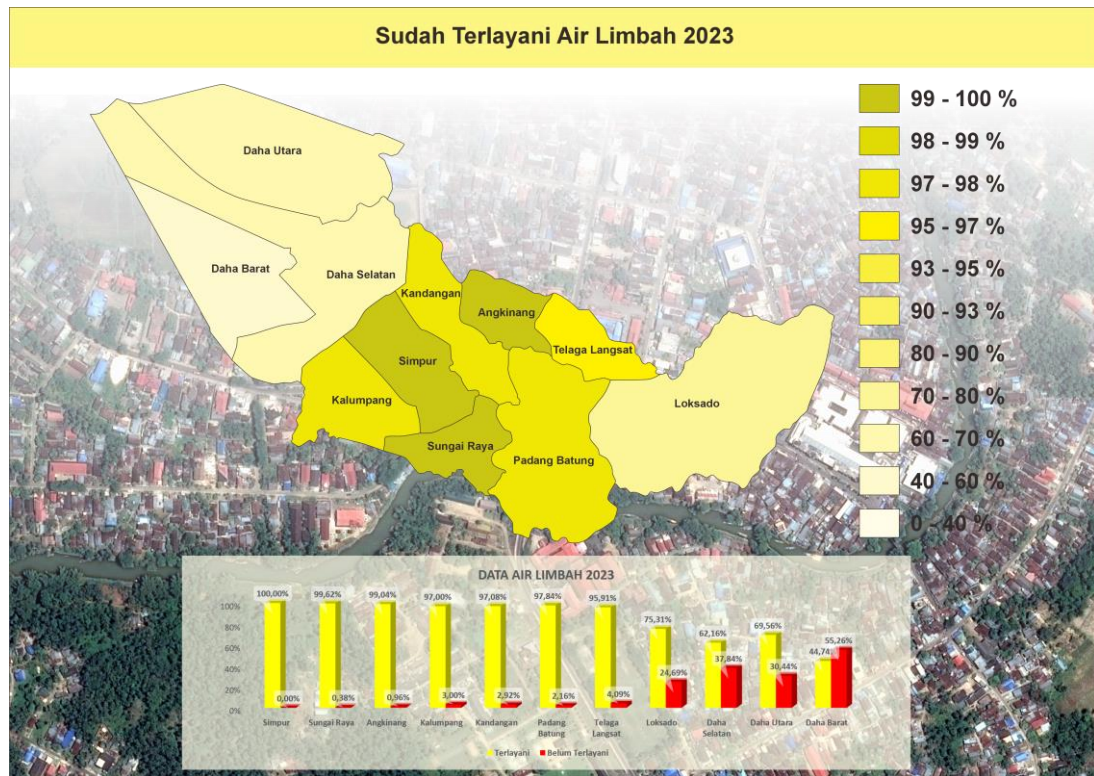 Sudah Terlayani Air Limbah 2023
Daha Utara
Daha Barat
Daha Selatan
Kandangan
Angkinang
Telaga Langsat
Simpur
Kalumpang
Loksado
Sungai Raya
Padang Batung
99 - 100 %
98 - 99 %
97 - 98 %
95 - 97 %
93 - 95 %
90 - 93 %
80 - 90 %
70 - 80 %
60 - 70 %
40 - 60 %
0 - 40 %
DATA AIR LIMBAH 2023
100%
80%
60%
40%
20%
0%
100,00% 99,62% 99,04% 97,00% 97,08% 97,84% 95,91% 75,31% 62,16% 69,56% 44,74
0,00% 0,38% 0,96% 3,00% 2,92% 2,16% 4,09% 24,69% 37,84% 30,44% 55,26%
Simpur Sungai Raya Angkinang Kalumpang Kandangan Padang Batung Telaga Langsat Loksado Daha Selatan Daha Utara Daha Barat
Terlayani Belum Terlayani